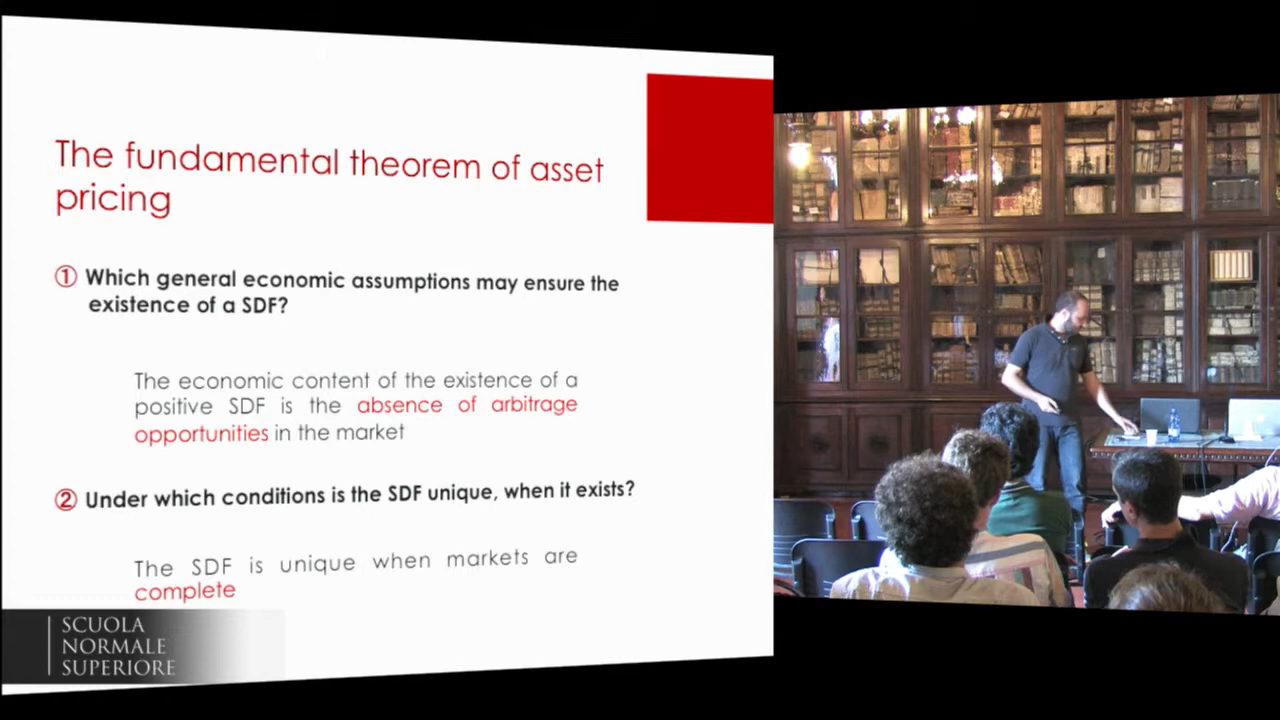 The fundamental theorem of asset
pricing
① Which general economic assumptions may ensure the
existence of a SDF?
The economic content of the existence of a
positive SDF is the absence of arbitrage
opportunities in the market
② Under which conditions is the SDF unique, when it exists?
The SDF is unique when markets are
complete
SCUOLA
NORMALE
SUPERIORE